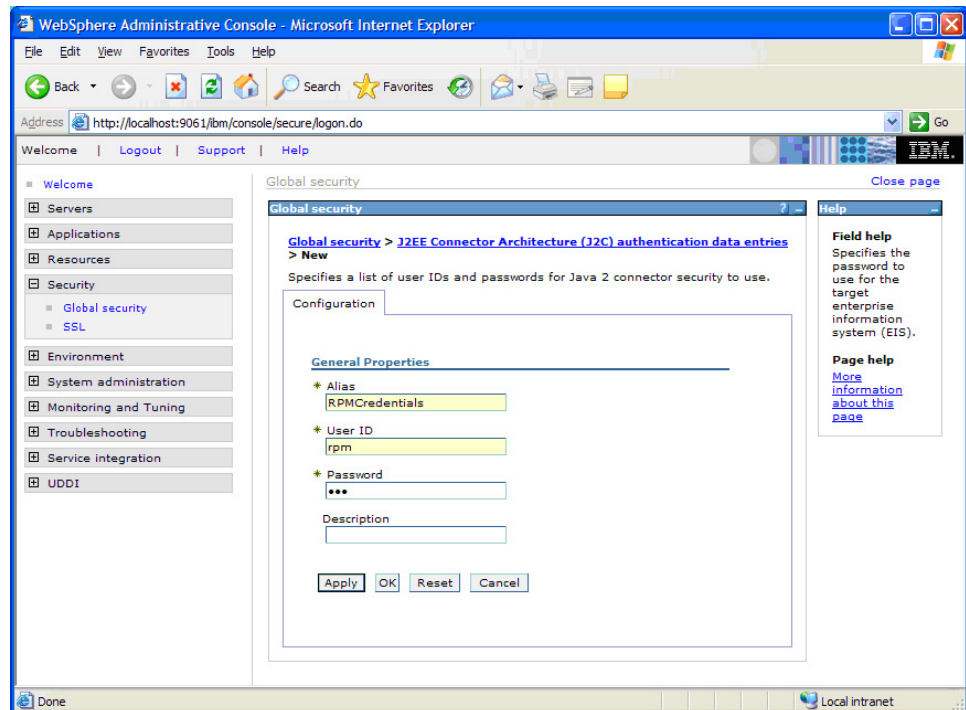 WebSphere Administrative Console - Microsoft Internet Explorer
File Edit View Favorites Tools Help
Back Search Favorites
Address http://localhost:9061/ibm/console/secure/logon.do Go
Welcome | Logout | Support | Help IBM.
Welcome
Servers
Applications
Resources
Security
Global security
SSL
Environment
System administration
Monitoring and Tuning
Troubleshooting
Service integration
UDDI
Global security Close page
Global security ? –
Global security > J2EE Connector Architecture (J2C) authentication data entries
> New
Specifies a list of user IDs and passwords for Java 2 connector security to use.
Configuration
General Properties
* Alias
RPMCredentials
* User ID
rpm
* Password
•••
Description
Apply OK Reset Cancel
Help –
Field help
Specifies the
password to
use for the
target
enterprise
information
system (EIS).
Page help
More
information
about this
page
Done Local intranet